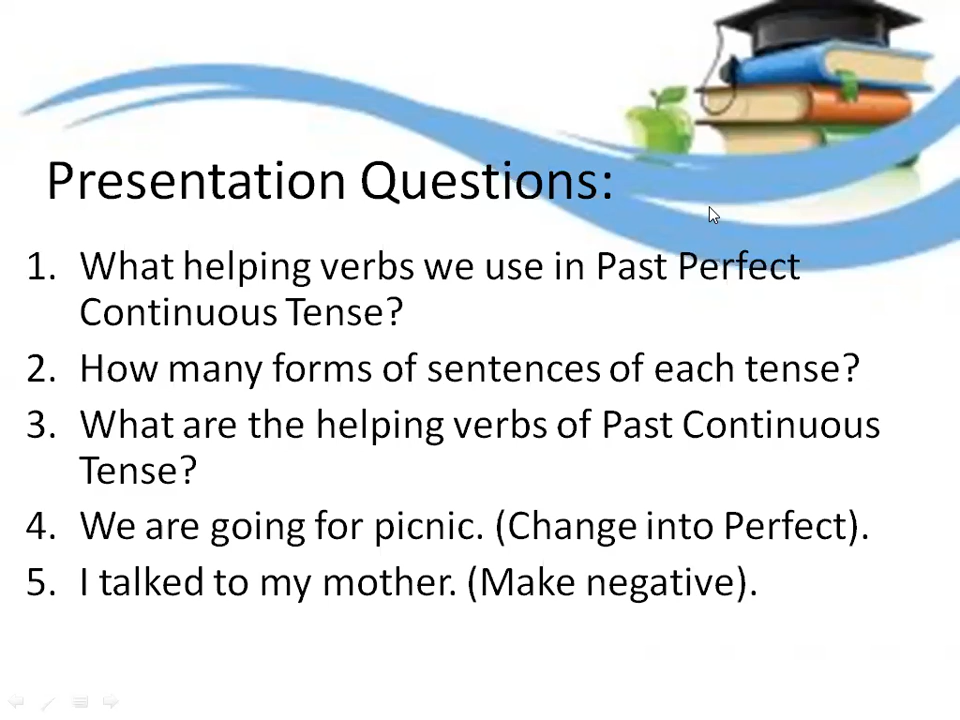 Presentation Questions:
1. What helping verbs we use in Past Perfect
Continuous Tense?
2. How many forms of sentences of each tense?
3. What are the helping verbs of Past Continuous
Tense?
4. We are going for picnic. (Change into Perfect).
5. I talked to my mother. (Make negative).